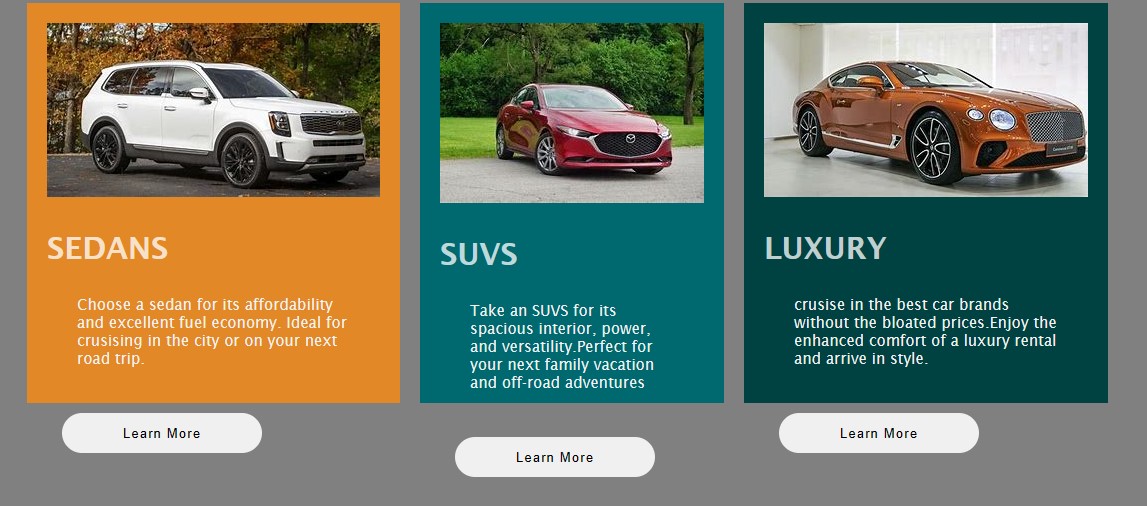 SEDANS
Choose a sedan for its affordability
and excellent fuel economy. Ideal for
crusising in the city or on your next
road trip.
Learn More
SUVS
Take an SUVS for its
spacious interior, power,
and versatility.Perfect for
your next family vacation
and off-road adventures
Learn More
LUXURY
crusise in the best car brands
without the bloated prices.Enjoy the
enhanced comfort of a luxury rental
and arrive in style.
Learn More